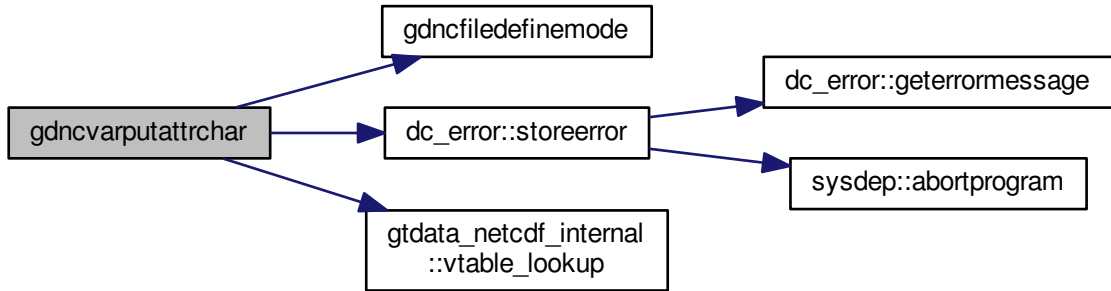 gdncfiledefinemode
dc_error::geterrormessage
gdncvarputattrchar
dc_error::storeerror
sysdep::abortprogram
gtdata_netcdf_internal
::vtable_lookup